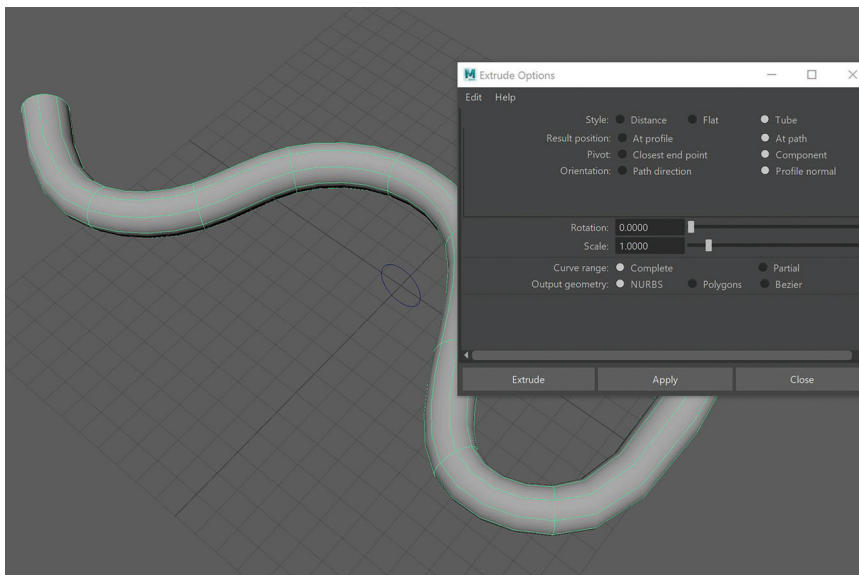 M Extrude Options
Edit Help
Style: Distance Flat Tube
Result position: At profile At path
Pivot: Closest end point Component
Orientation: Path direction Profile normal
Rotation: 0.0000
Scale: 1.0000
Curve range: Complete Partial
Output geometry: NURBS Polygons Bezier
Extrude Apply Close